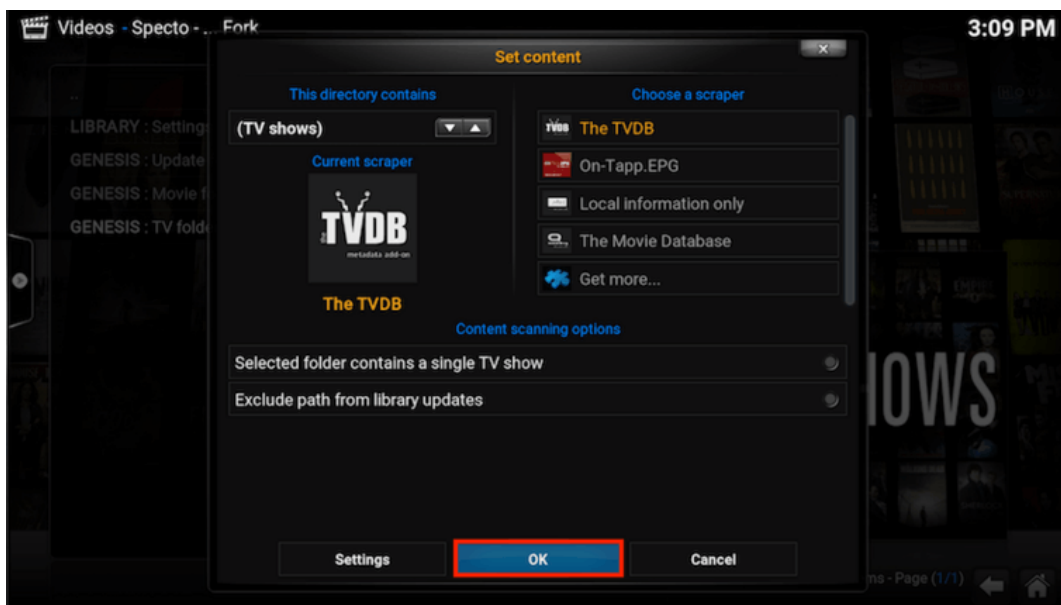 Videos - Specto - ... Fork
3:09 PM
Set content
This directory contains
(TV shows)
Current scraper
TVDB
metadata add-on
The TVDB
Choose a scraper
The TVDB
On-Tapp.EPG
Local information only
The Movie Database
Get more...
Content scanning options
Selected folder contains a single TV show
Exclude path from library updates
Settings
OK
Cancel
..
LIBRARY : Setting
GENESIS : Update
GENESIS : Movie f
GENESIS : TV fold
HOWS
ms - Page (1/1)